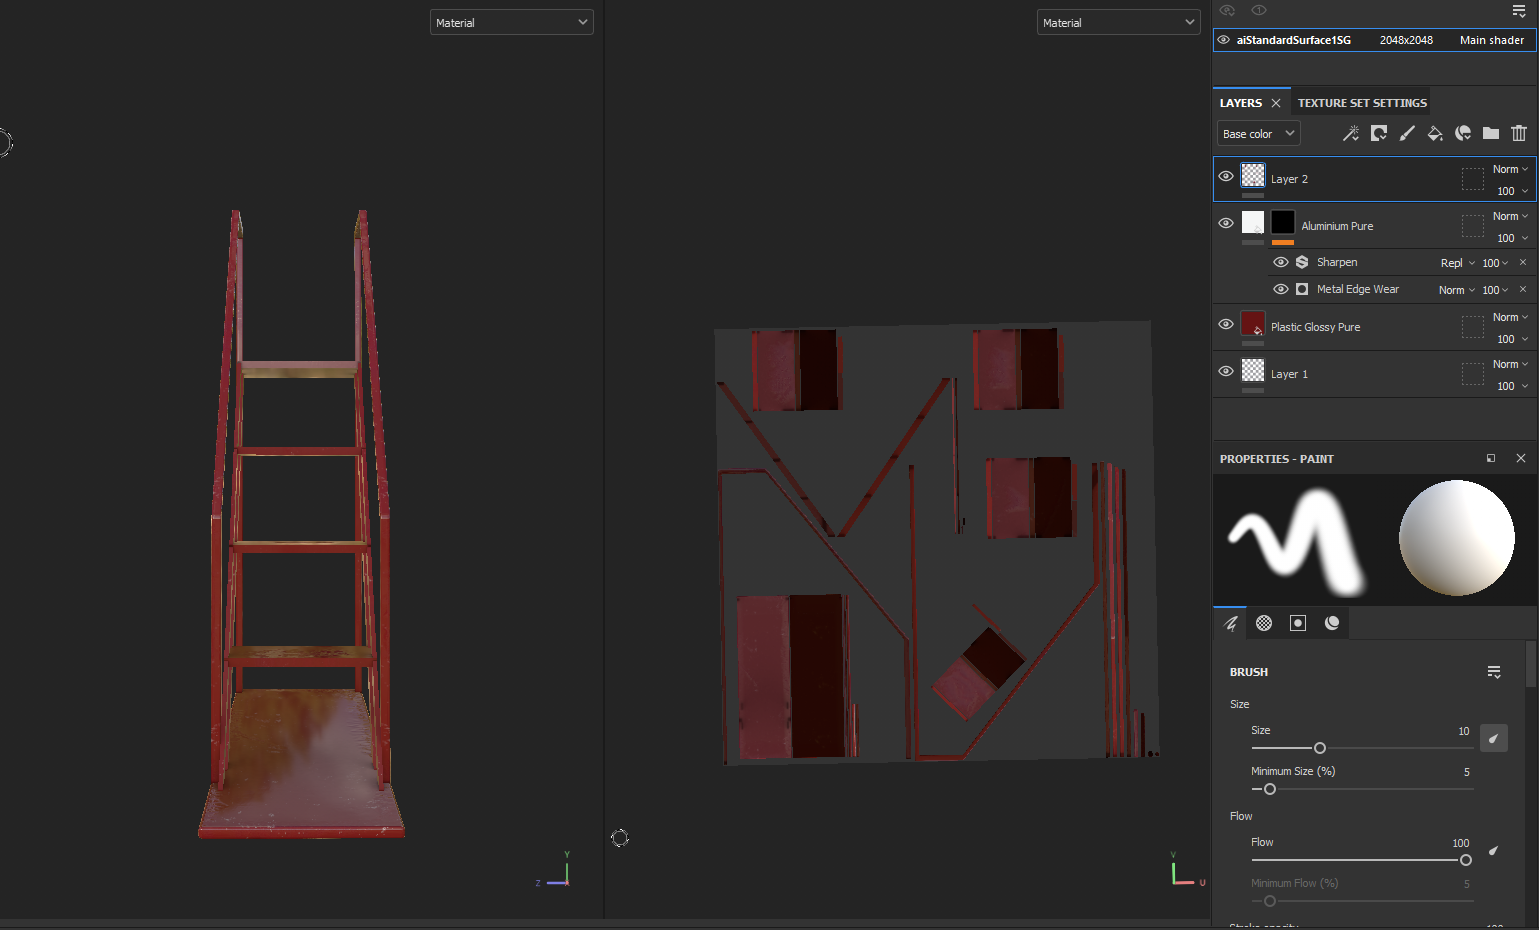 Material
Material
aiStandardSurface1SG 2048x2048 Main shader
LAYERS TEXTURE SET SETTINGS
Base color
Layer 2 Norm
100
Aluminium Pure Norm
100
Sharpen Repl 100
Metal Edge Wear Norm 100
Plastic Glossy Pure Norm
100
Layer 1 Norm
100
PROPERTIES - PAINT
BRUSH
Size
Size 10
Minimum Size (%) 5
Flow
Flow 100
Minimum Flow (%) 5
Y
Z
V
U